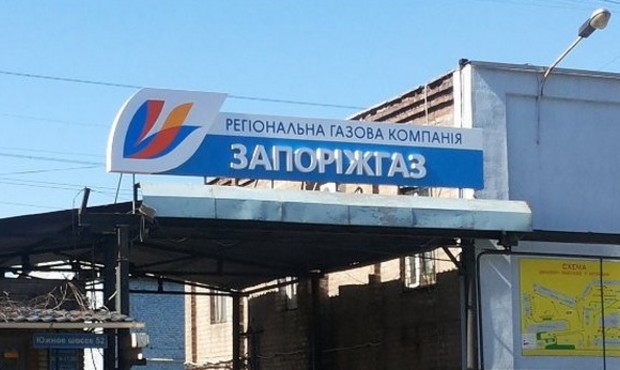 РЕГІОНАЛЬНА ГАЗОВА КОМПАНІЯ
ЗАПОРІЖГАЗ
СХЕМА
Южное шоссе 52